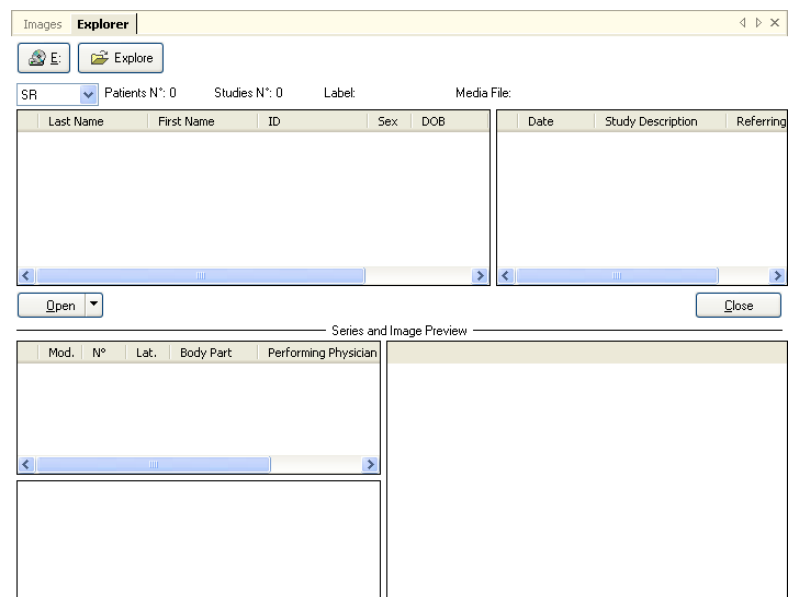 Images Explorer
E: Explore
SR Patients N°: 0 Studies N°: 0 Label: Media File:
Last Name First Name ID Sex DOB Date Study Description Referring
Open Close
Series and Image Preview
Mod. Nº Lat. Body Part Performing Physician